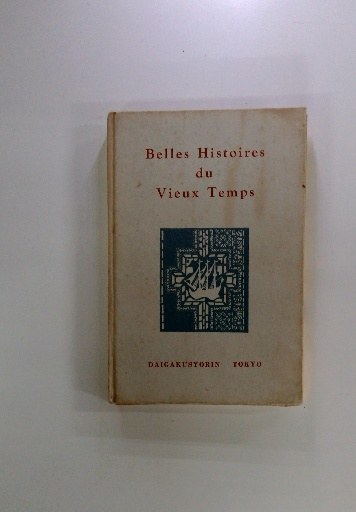 Belles Histoires
du
Vieux Temps
DAIGAKUSYORIN TOKYO